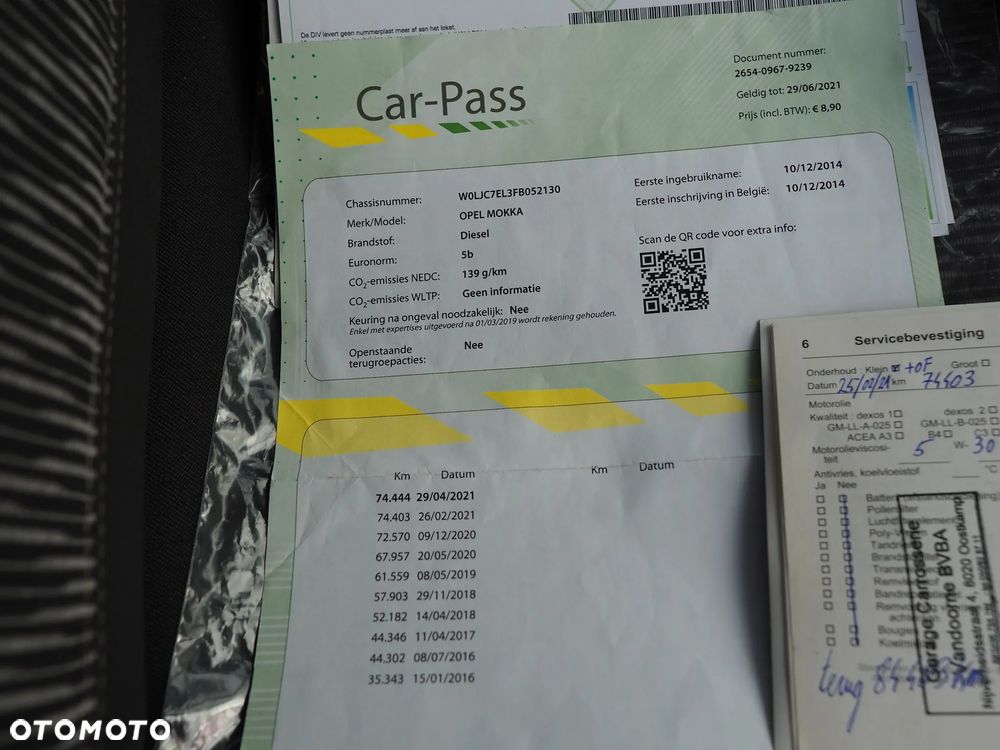 De DIV levert geen nummerplaat meer af aan het loket.
Car-Pass
Document nummer:
2654-0967-9239
Geldig tot: 29/06/2021
Prijs (incl. BTW): € 8,90
Chassisnummer: W0LJC7EL3FB052130
Merk/Model: OPEL MOKKA
Brandstof: Diesel
Euronorm: 5b
CO2-emissies NEDC: 139 g/km
CO2-emissies WLTP: Geen informatie
Keuring na ongeval noodzakelijk: Nee
Enkel met expertises uitgevoerd na 01/03/2019 wordt rekening gehouden.
Openstaande terugroepacties: Nee
Eerste ingebruikname: 10/12/2014
Eerste inschrijving in België: 10/12/2014
Scan de QR code voor extra info:
Km Datum Km Datum
74.444 29/04/2021
74.403 26/02/2021
72.570 09/12/2020
67.957 20/05/2020
61.559 08/05/2019
57.903 29/11/2018
52.182 14/04/2018
44.346 11/04/2017
44.302 08/07/2016
35.343 15/01/2016
6 Servicebevestiging
Onderhoud : Klein +OF Groot
Datum 25/02/21 km 74403
Motorolie
Kwaliteit : dexos 1 dexos 2
GM-LL-A-025 GM-LL-B-025
ACEA A3 B4 C3
Motorolieviscositeit 5 W- 30
Antivries, koelvloeistof °C
Ja Nee
Pollenfilter
Bougies
Garage Carrosserie
Vandoorne BVBA
Nijverheidsstraat 4, 8020 Oostkamp
terug 84403 km
OTOMOTO